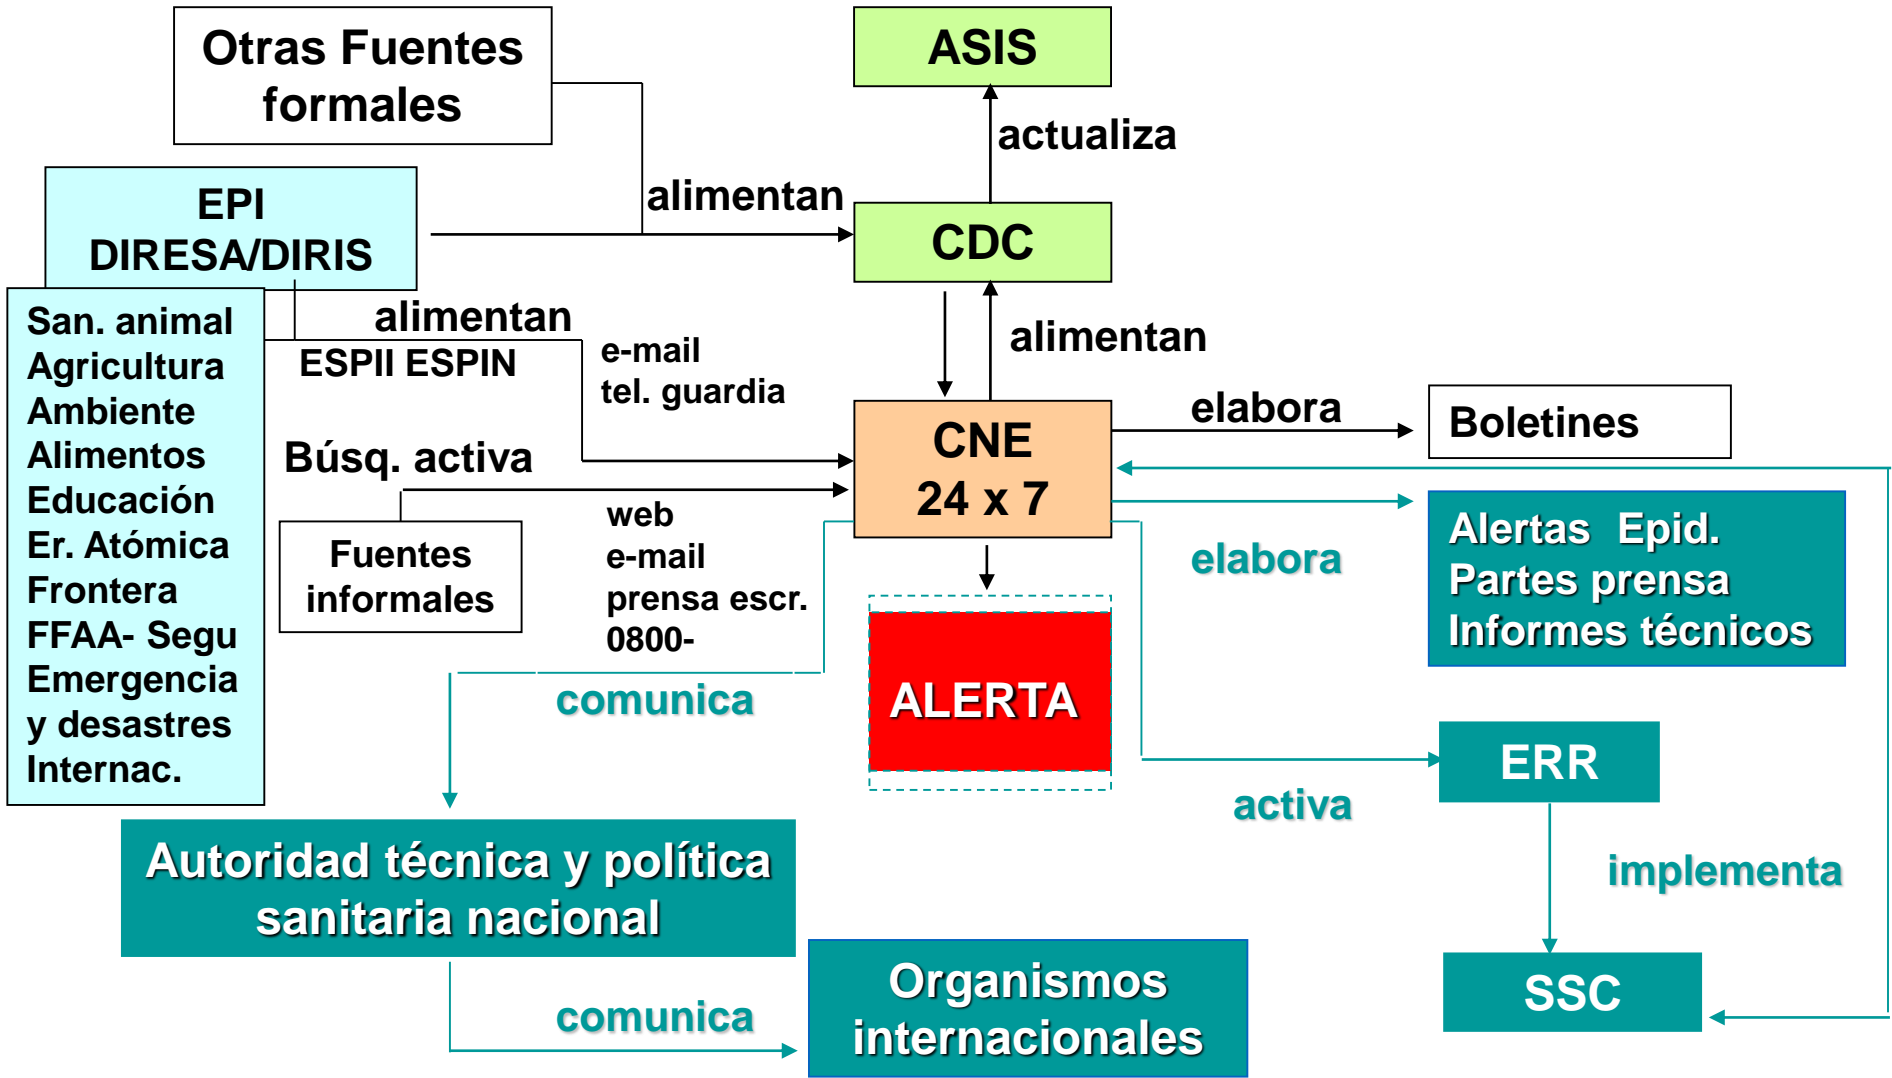 Otras Fuentes
formales
ASIS
actualiza
EPI
DIRESA/DIRIS
alimentan
CDC
San. animal
Agricultura
Ambiente
Alimentos
Educación
Er. Atómica
Frontera
FFAA- Segu
Emergencia
y desastres
Internac.
alimentan
ESPII ESPIN
e-mail
tel. guardia
alimentan
Búsq. activa
CNE
24 x 7
elabora
Boletines
Fuentes
informales
web
e-mail
prensa escr.
0800-
elabora
Alertas Epid.
Partes prensa
Informes técnicos
comunica
ALERTA
ERR
activa
implementa
Autoridad técnica y política
sanitaria nacional
comunica
Organismos
internacionales
SSC